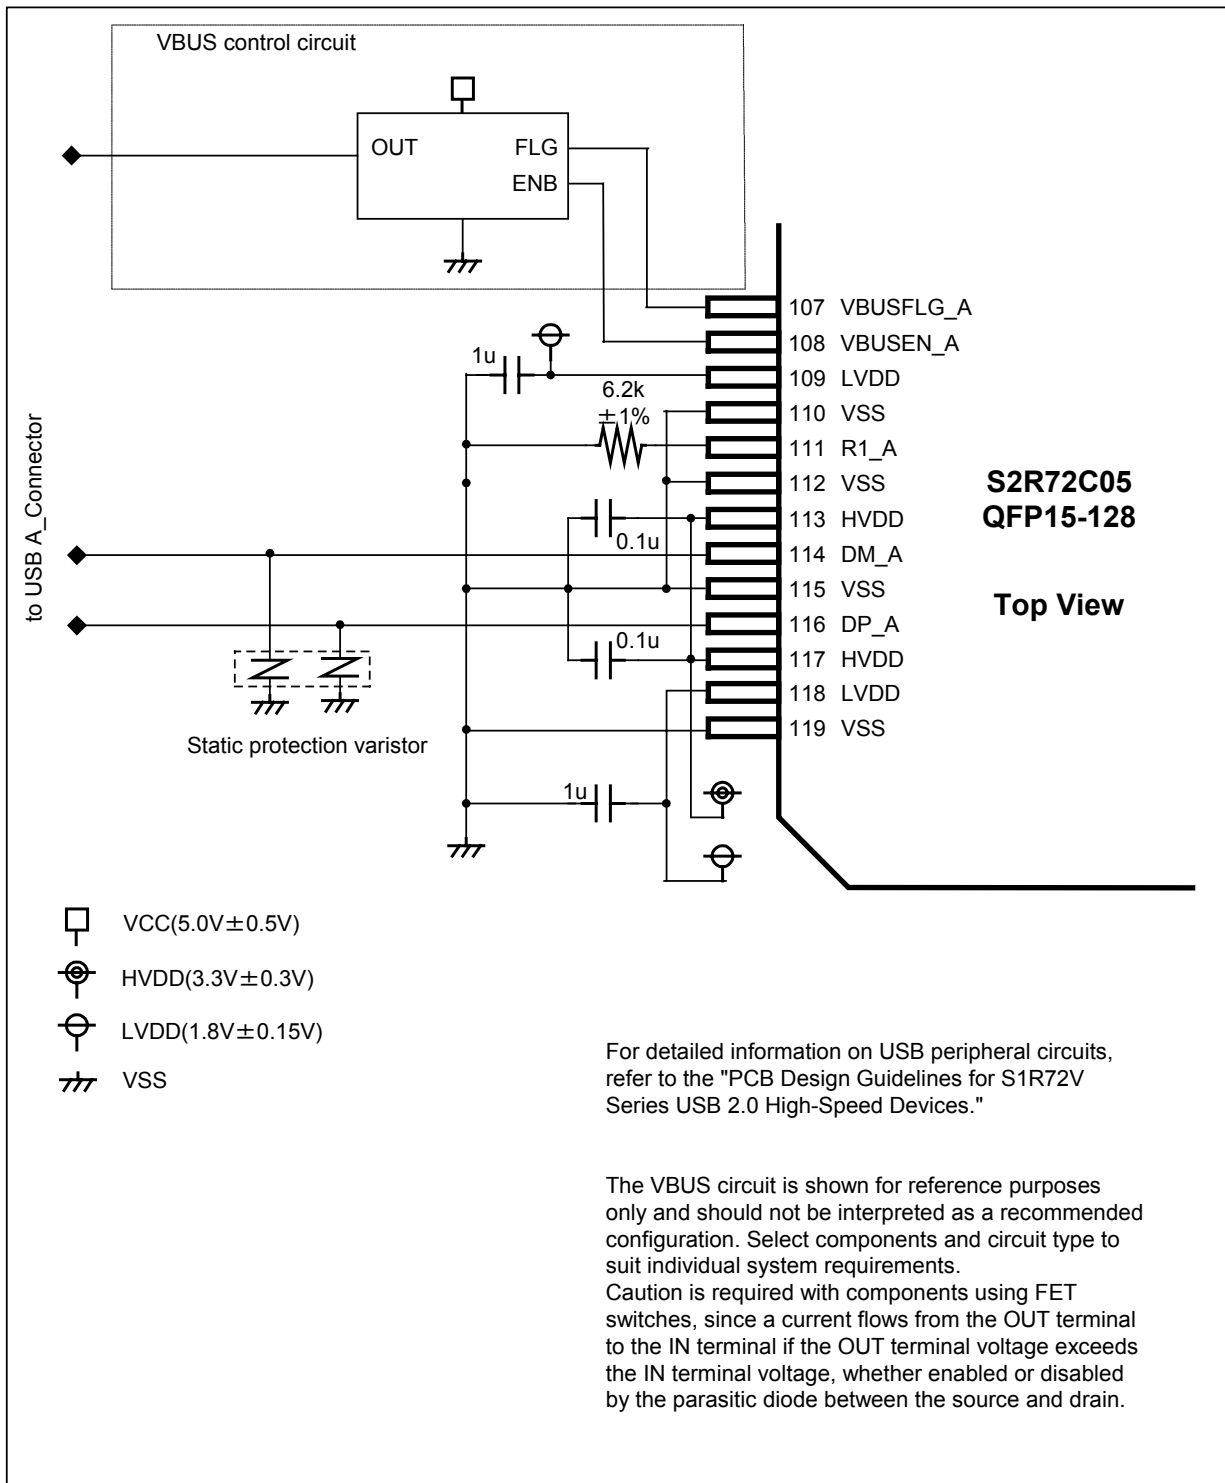 VBUS control circuit
OUT
FLG
ENB
107 VBUSFLG_A
108 VBUSEN_A
109 LVDD
110 VSS
111 R1_A
112 VSS
113 HVDD
114 DM_A
115 VSS
116 DP_A
117 HVDD
118 LVDD
119 VSS
1u
6.2k
±1%
0.1u
0.1u
1u
S2R72C05
QFP15-128
Top View
to USB A_Connector
Static protection varistor
VCC(5.0V±0.5V)
HVDD(3.3V±0.3V)
LVDD(1.8V±0.15V)
VSS
For detailed information on USB peripheral circuits,
refer to the "PCB Design Guidelines for S1R72V
Series USB 2.0 High-Speed Devices."
The VBUS circuit is shown for reference purposes
only and should not be interpreted as a recommended
configuration. Select components and circuit type to
suit individual system requirements.
Caution is required with components using FET
switches, since a current flows from the OUT terminal
to the IN terminal if the OUT terminal voltage exceeds
the IN terminal voltage, whether enabled or disabled
by the parasitic diode between the source and drain.